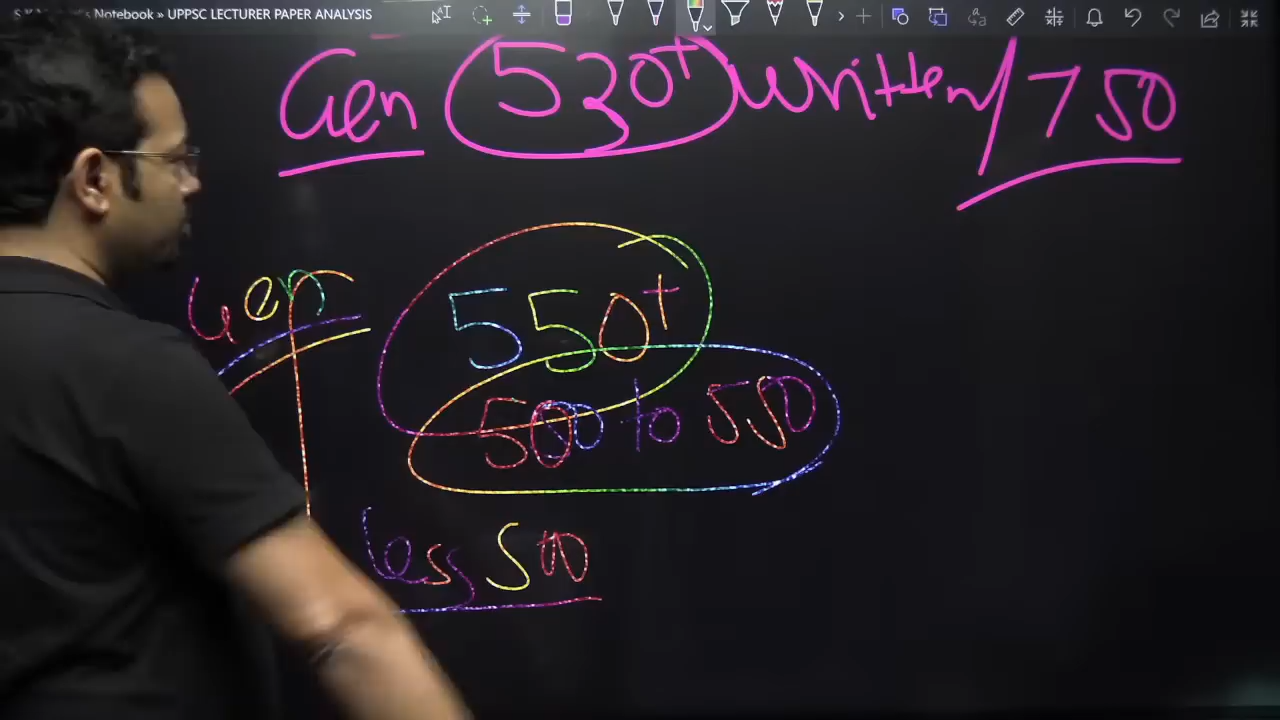 Notebook » UPPSC LECTURER PAPER ANALYSIS
Gen 530+ Written/750
Gen 550+
500 to 550
less 500